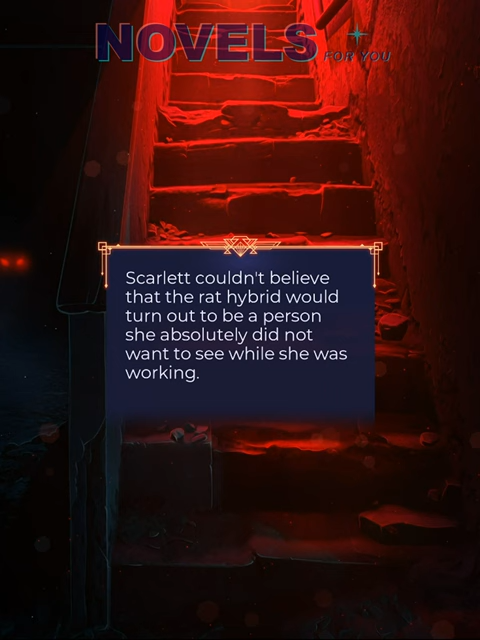 NOVELS
FOR YOU
Scarlett couldn't believe
that the rat hybrid would
turn out to be a person
she absolutely did not
want to see while she was
working.